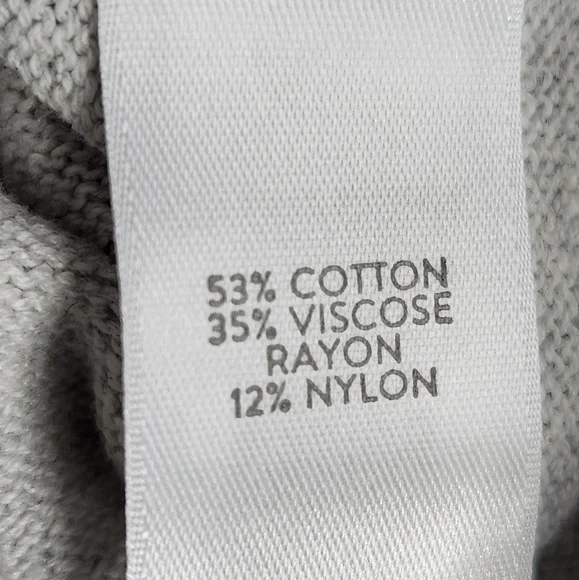 53% COTTON
35% VISCOSE
RAYON
12% NYLON